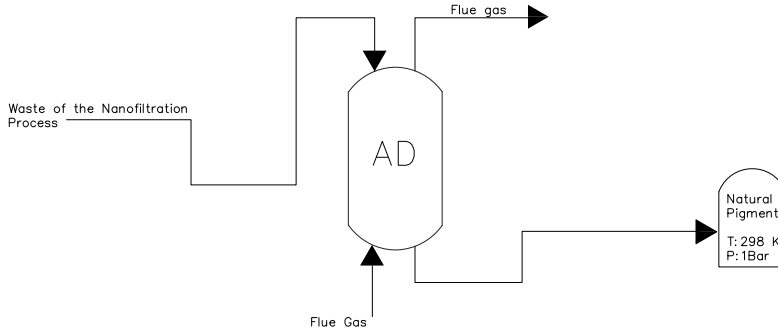 Flue gas
Waste of the Nanofiltration
Process
AD
Natural
Pigment
T: 298 K
P: 1Bar
Flue Gas